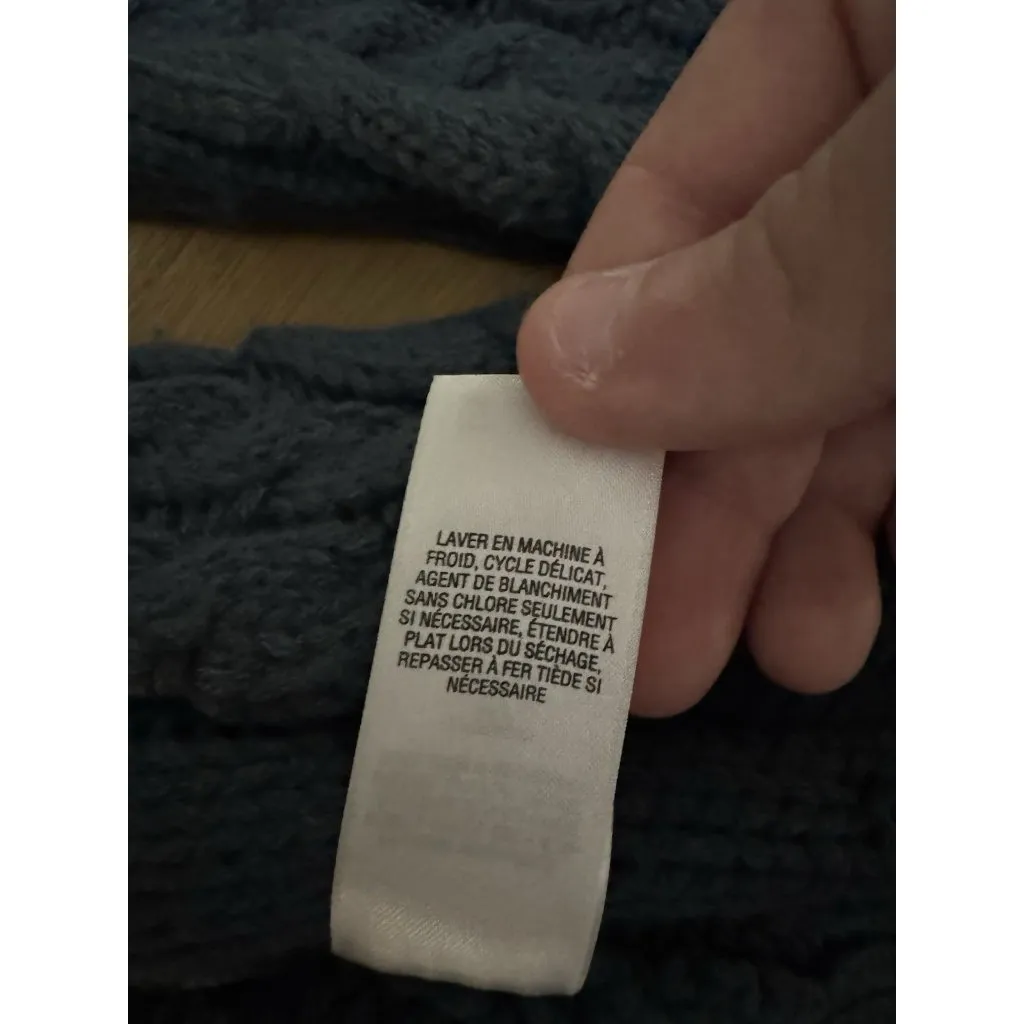 LAVER EN MACHINE À
FROID, CYCLE DÉLICAT,
AGENT DE BLANCHIMENT
SANS CHLORE SEULEMENT
SI NÉCESSAIRE, ÉTENDRE À
PLAT LORS DU SÉCHAGE,
REPASSER À FER TIÈDE SI
NÉCESSAIRE